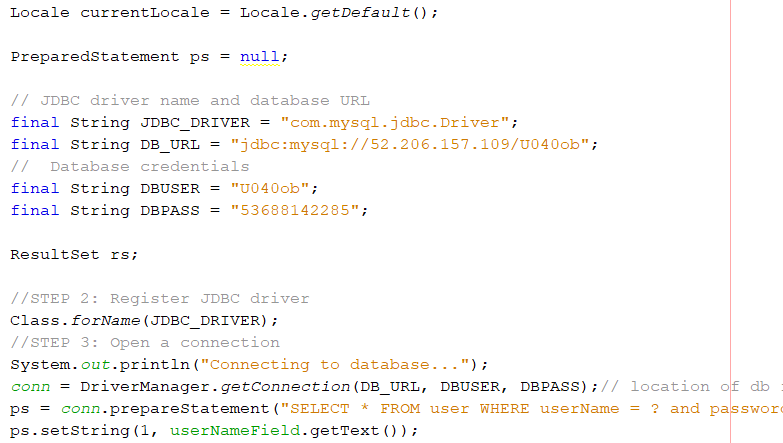 Locale currentLocale = Locale.getDefault();
PreparedStatement ps = null;
// JDBC driver name and database URL
final String JDBC_DRIVER = "com.mysql.jdbc.Driver";
final String DB_URL = "jdbc:mysql://52.206.157.109/U040ob";
//  Database credentials
final String DBUSER = "U040ob";
final String DBPASS = "53688142285";
ResultSet rs;
//STEP 2: Register JDBC driver
Class.forName(JDBC_DRIVER);
//STEP 3: Open a connection
System.out.println("Connecting to database...");
conn = DriverManager.getConnection(DB_URL, DBUSER, DBPASS);// location of db
ps = conn.prepareStatement("SELECT * FROM user WHERE userName = ? and password
ps.setString(1, userNameField.getText());